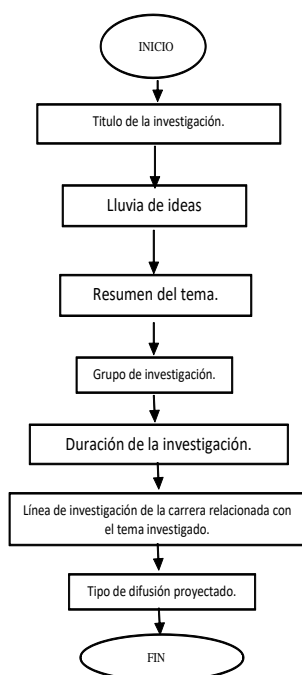 INICIO
Titulo de la investigación.
Lluvia de ideas
Resumen del tema.
Grupo de investigación.
Duración de la investigación.
Línea de investigación de la carrera relacionada con
el tema investigado.
Tipo de difusión proyectado.
FIN